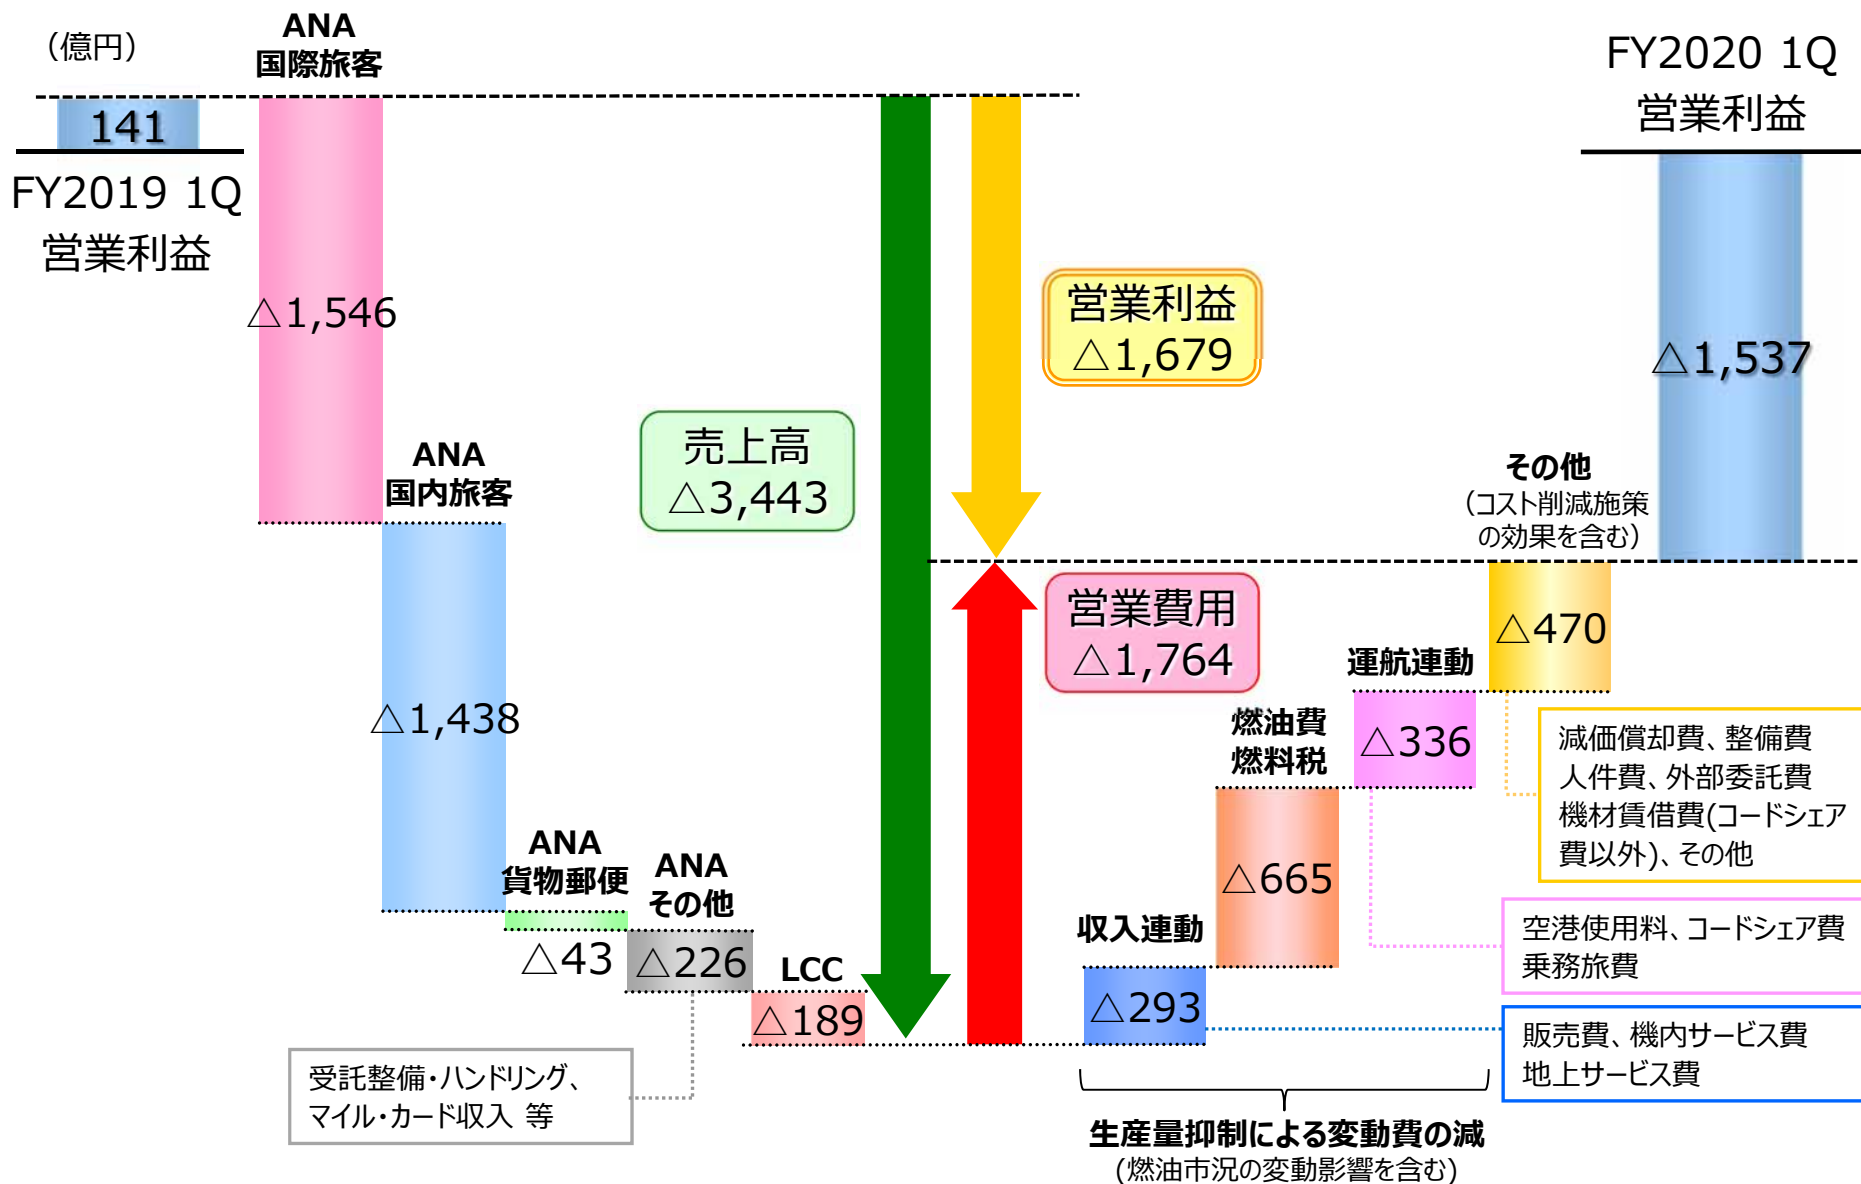 （億円）
ANA
国際旅客
141
FY2019 1Q
営業利益
△1,546
ANA
国内旅客
△1,438
ANA
貨物郵便
△43
ANA
その他
△226
LCC
△189
受託整備・ハンドリング、
マイル・カード収入 等
売上高
△3,443
営業利益
△1,679
営業費用
△1,764
収入連動
△293
燃油費
燃料税
△665
運航連動
△336
その他
（コスト削減施策
の効果を含む）
△470
FY2020 1Q
営業利益
△1,537
減価償却費、整備費
人件費、外部委託費
機材賃借費(コードシェア
費以外)、その他
空港使用料、コードシェア費
乗務旅費
販売費、機内サービス費
地上サービス費
生産量抑制による変動費の減
(燃油市況の変動影響を含む)